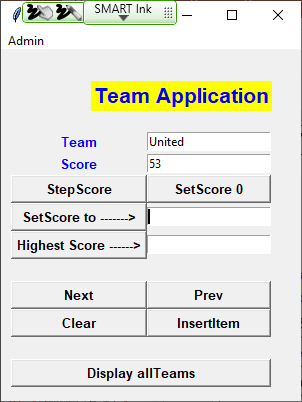 SMART Ink
Admin
Team Application
Team United
Score 53
StepScore SetScore 0
SetScore to ------->
Highest Score ------>
Next Prev
Clear InsertItem
Display allTeams